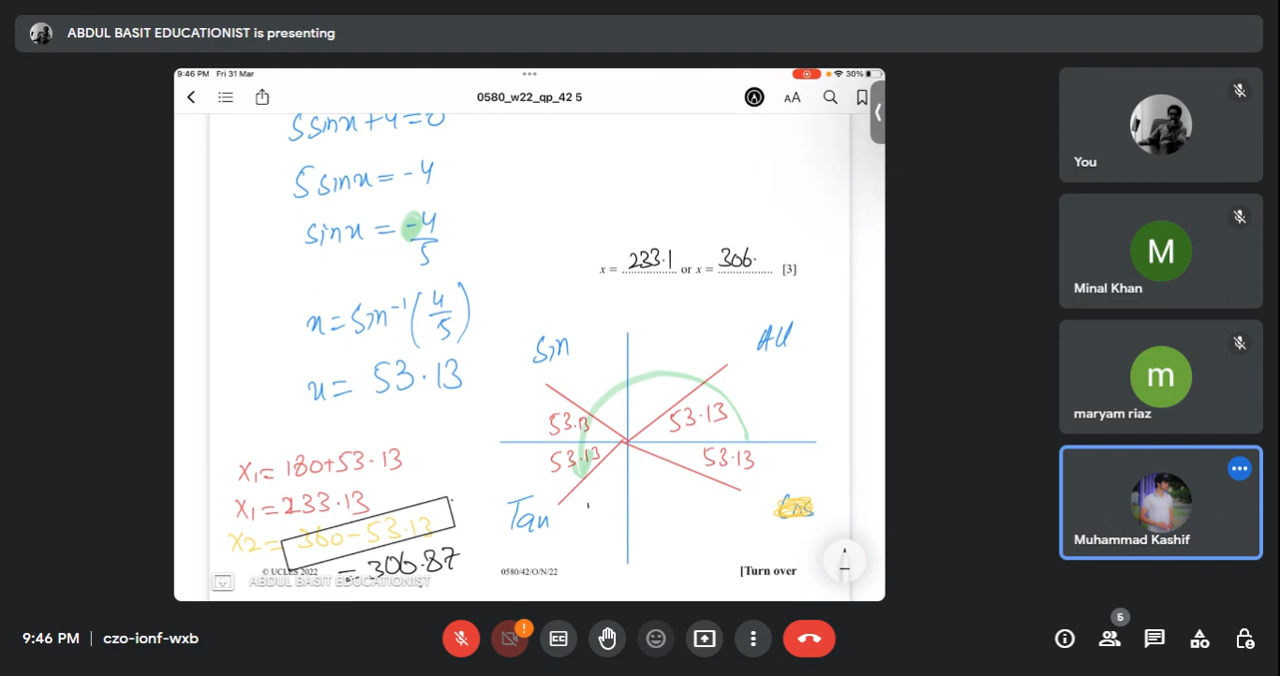 ABDUL BASIT EDUCATIONIST is presenting
9:46 PM Fri 31 Mar
30%
0580_w22_qp_42 5
AA
5 sin x + 4 = 0
5 sin x = -4
sin x = -4/5
x = sin⁻¹(4/5)
x = 53.13
x = 233.1 or x = 306. [3]
Sin
All
53.13
53.13
53.13
53.13
Tan
Cos
X₁ = 180 + 53.13
X₁ = 233.13
X2 = 360 - 53.13
= 306.87
© UCLES 2022
0580/42/O/N/22
[Turn over
ABDUL BASIT EDUCATIONIST
You
M
Minal Khan
m
maryam riaz
Muhammad Kashif
9:46 PM | czo-ionf-wxb
!
CC
5